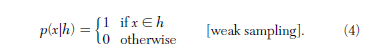 p(x|h) = {1 if x ∈ h
0 otherwise [weak sampling]. (4)